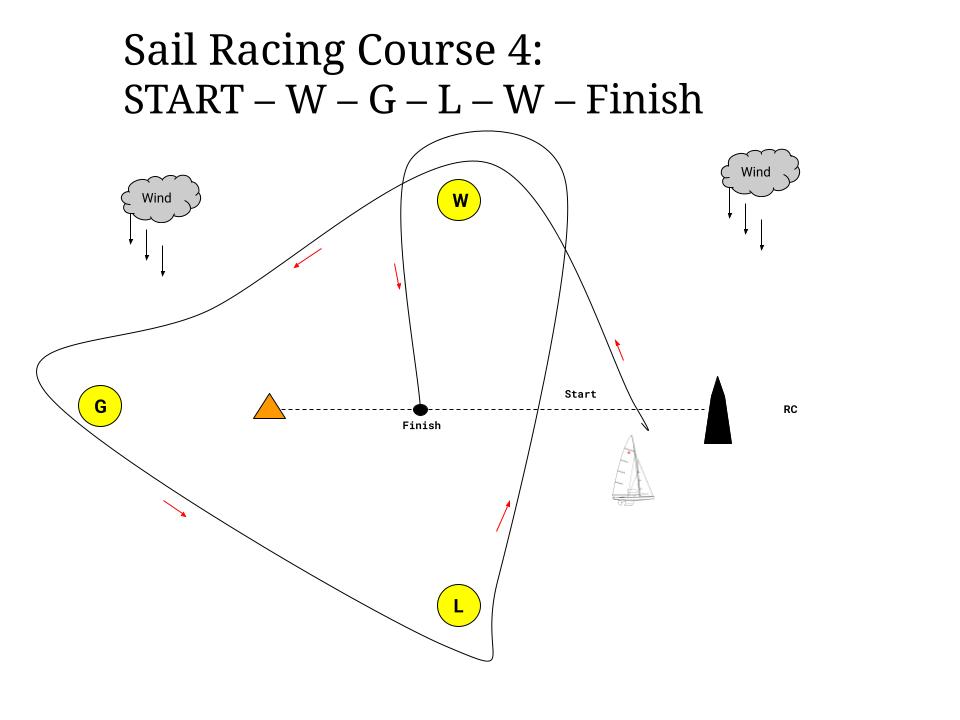 Sail Racing Course 4:
START – W – G – L – W – Finish
Wind
Wind
W
G
Start
RC
Finish
L